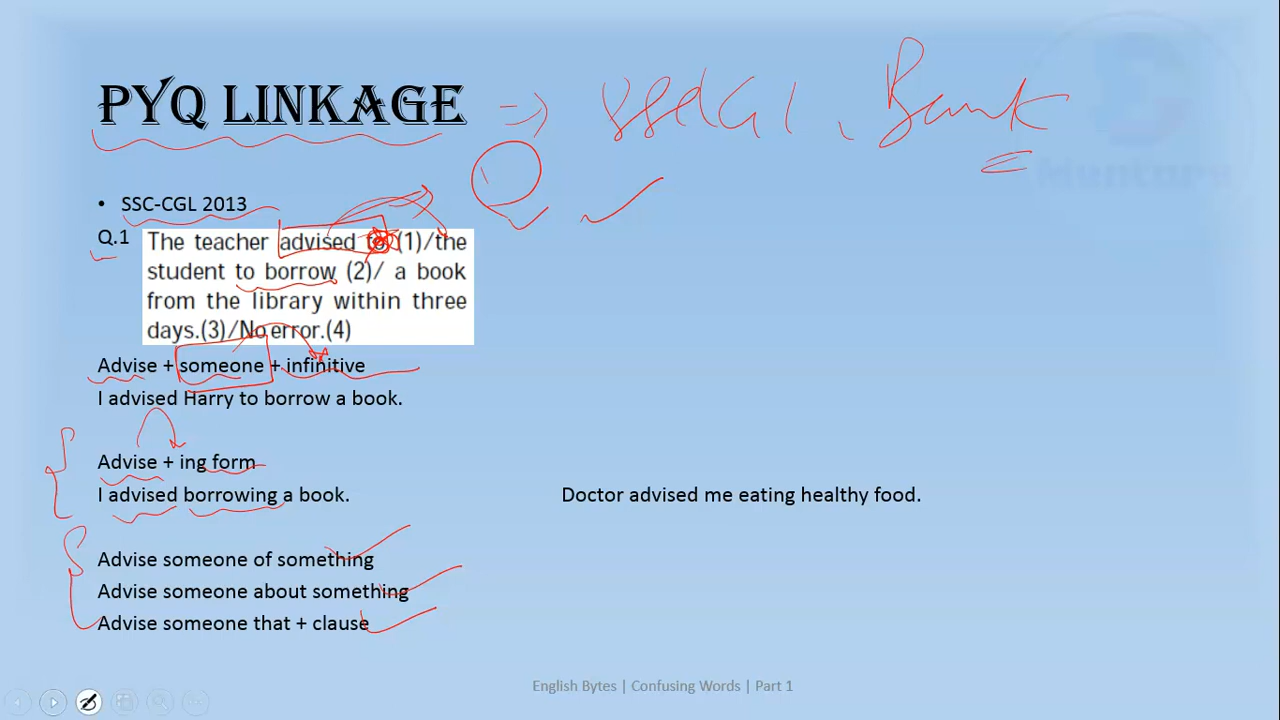 PYQ LINKAGE
Bank
• SSC-CGL 2013
Q.1
The teacher advised to (1)/the
student to borrow (2)/ a book
from the library within three
days.(3)/No error.(4)
Advise + someone + infinitive
I advised Harry to borrow a book.
Advise + ing form
I advised borrowing a book.
Doctor advised me eating healthy food.
Advise someone of something
Advise someone about something
Advise someone that + clause
English Bytes | Confusing Words | Part 1
Mentors